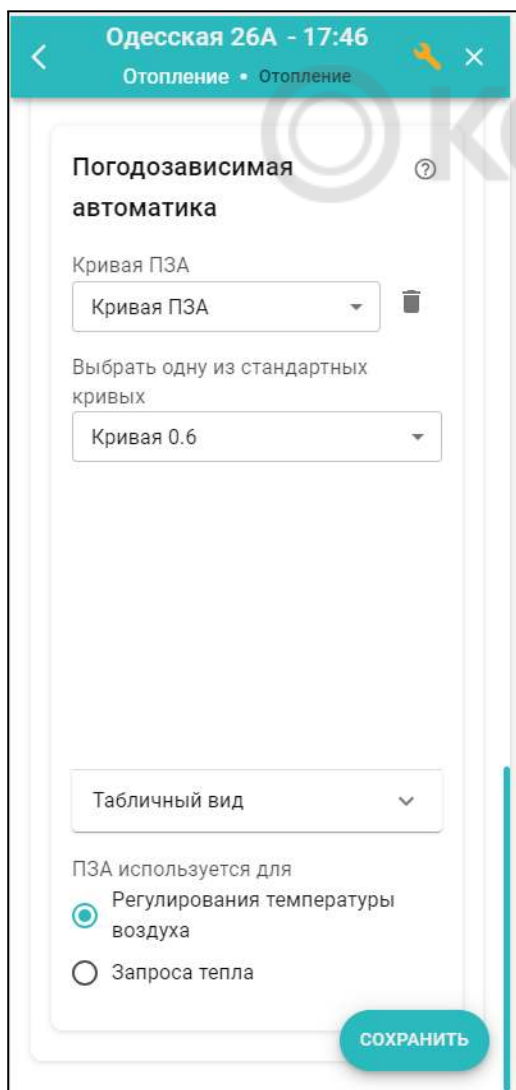 Одесская 26А - 17:46
Отопление • Отопление
Погодозависимая
автоматика
Кривая ПЗА
Кривая ПЗА
Выбрать одну из стандартных
кривых
Кривая 0.6
Табличный вид
ПЗА используется для
Регулирования температуры
воздуха
Запроса тепла
СОХРАНИТЬ